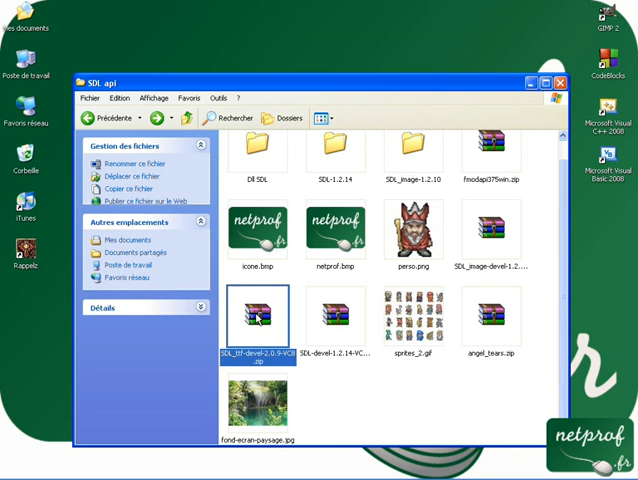 Mes documents
Poste de travail
Favoris réseau
Corbeille
iTunes
Rappelz
GIMP 2
CodeBlocks
Microsoft Visual
C++ 2008
Microsoft Visual
Basic 2008
SDL api
Fichier Edition Affichage Favoris Outils ?
Précédente Rechercher Dossiers
Gestion des fichiers
Renommer ce fichier
Déplacer ce fichier
Copier ce fichier
Publier ce fichier sur le Web
Autres emplacements
Mes documents
Documents partagés
Poste de travail
Favoris réseau
Détails
Dll SDL
SDL-1.2.14
SDL_image-1.2.10
fmodapi375win.zip
netprof
.fr
icone.bmp
netprof
.fr
netprof.bmp
perso.png
SDL_image-devel-1.2....
SDL_ttf-devel-2.0.9-VC8
.zip
SDL-devel-1.2.14-VC...
sprites_2.gif
angel_tears.zip
fond-ecran-paysage.jpg
r
netprof
.fr